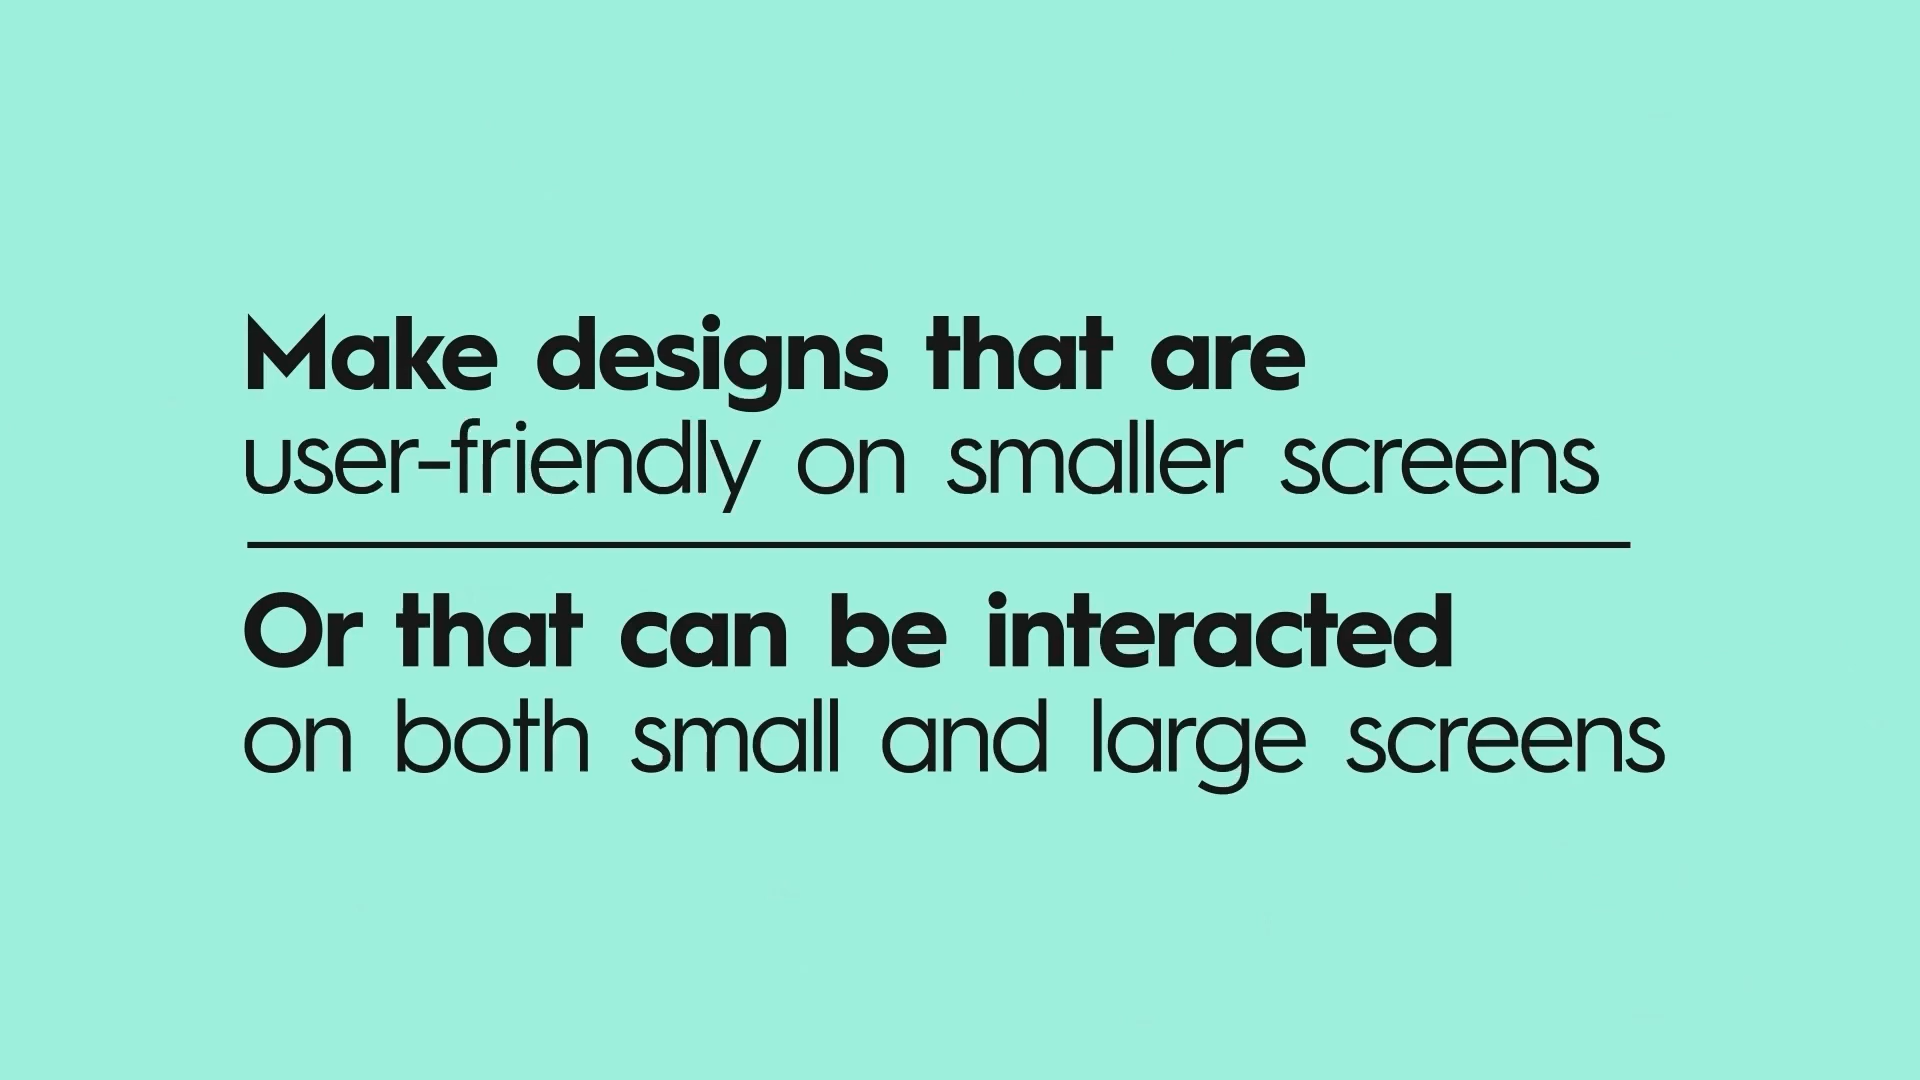 Make designs that are
user-friendly on smaller screens
Or that can be interacted
on both small and large screens